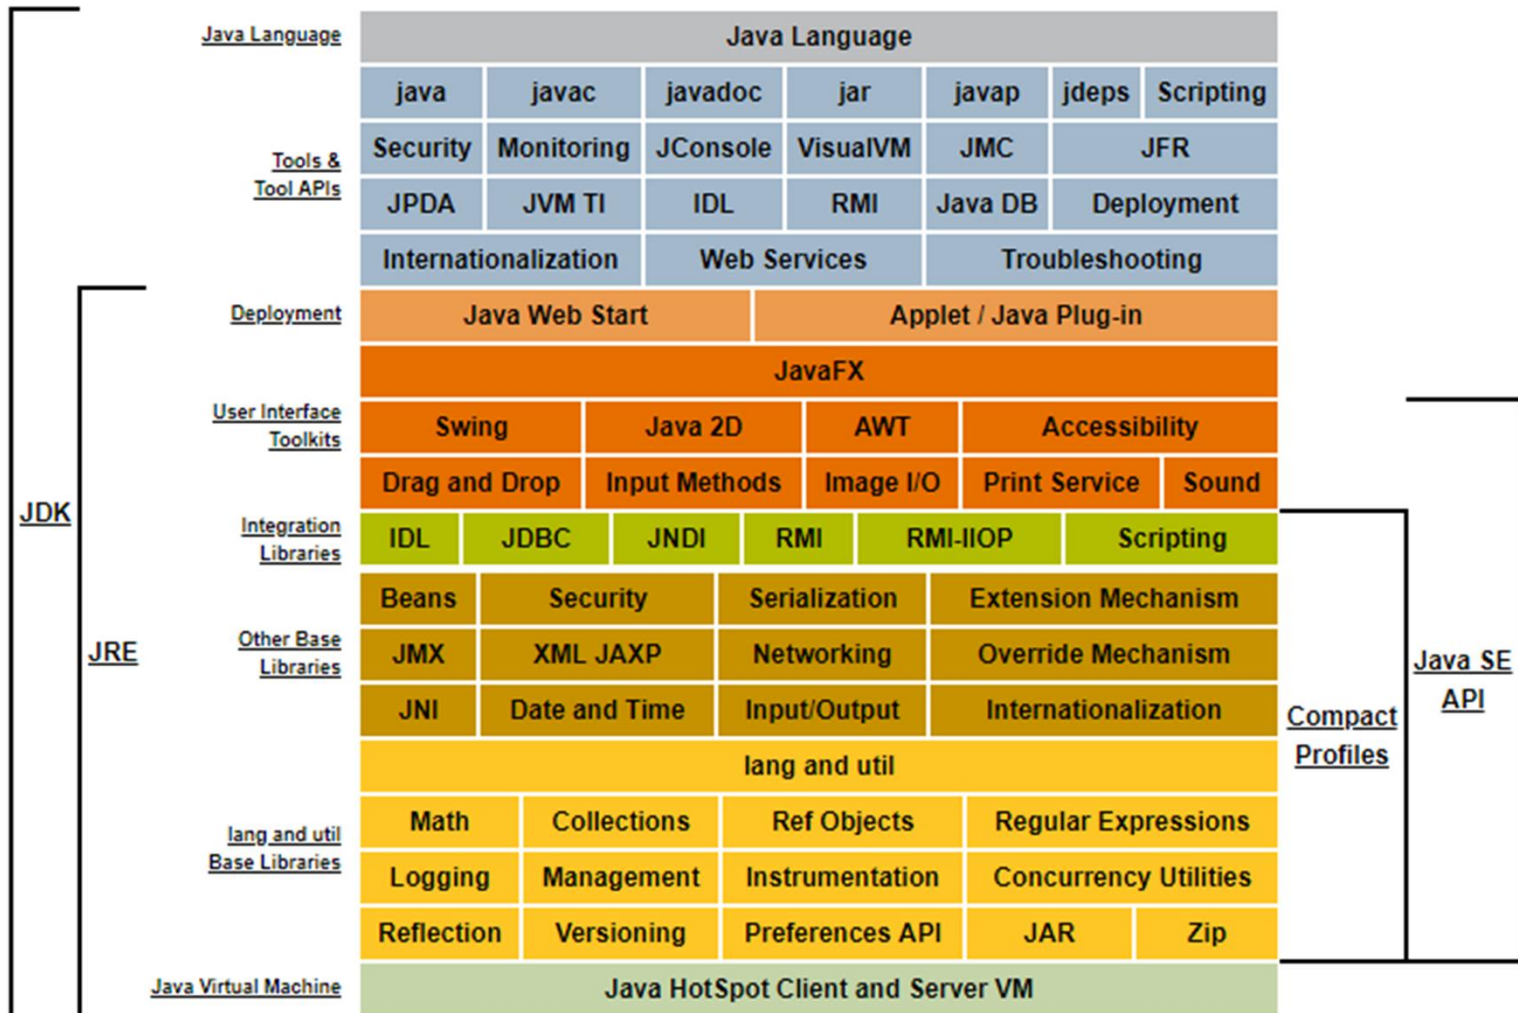 Java Language
Java Language
java javac javadoc jar javap jdeps Scripting
Tools &
Tool APIs
Security Monitoring JConsole VisualVM JMC JFR
JPDA JVM TI IDL RMI Java DB Deployment
Internationalization Web Services Troubleshooting
Deployment
Java Web Start Applet / Java Plug-in
JavaFX
User Interface
Toolkits
Swing Java 2D AWT Accessibility
Drag and Drop Input Methods Image I/O Print Service Sound
JDK
Integration
Libraries
IDL JDBC JNDI RMI RMI-IIOP Scripting
Beans Security Serialization Extension Mechanism
JRE
Other Base
Libraries
JMX XML JAXP Networking Override Mechanism
Java SE
API
JNI Date and Time Input/Output Internationalization
Compact
Profiles
lang and util
lang and util
Base Libraries
Math Collections Ref Objects Regular Expressions
Logging Management Instrumentation Concurrency Utilities
Reflection Versioning Preferences API JAR Zip
Java Virtual Machine
Java HotSpot Client and Server VM